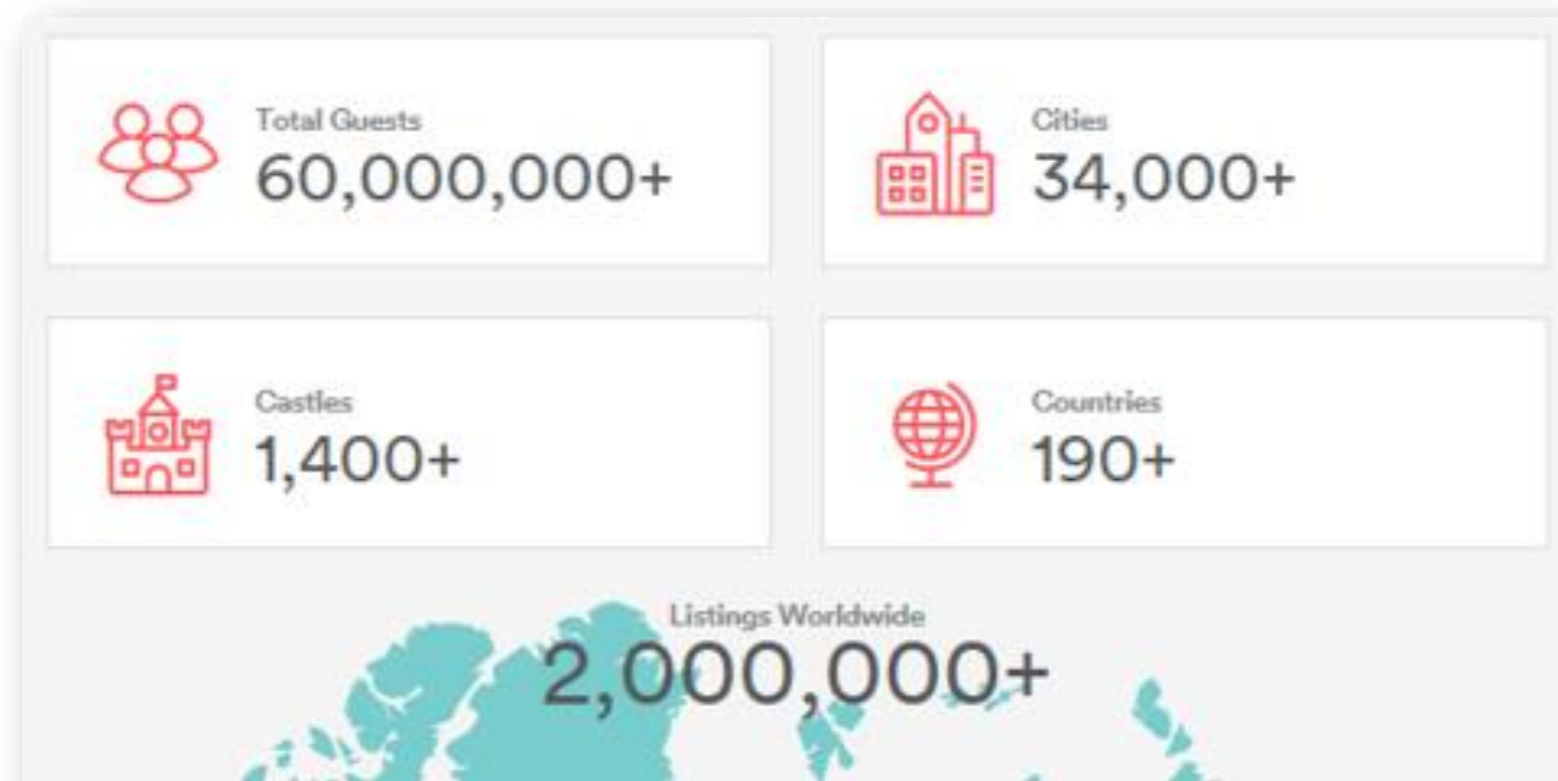 Total Guests
60,000,000+
Cities
34,000+
Castles
1,400+
Countries
190+
Listings Worldwide
2,000,000+